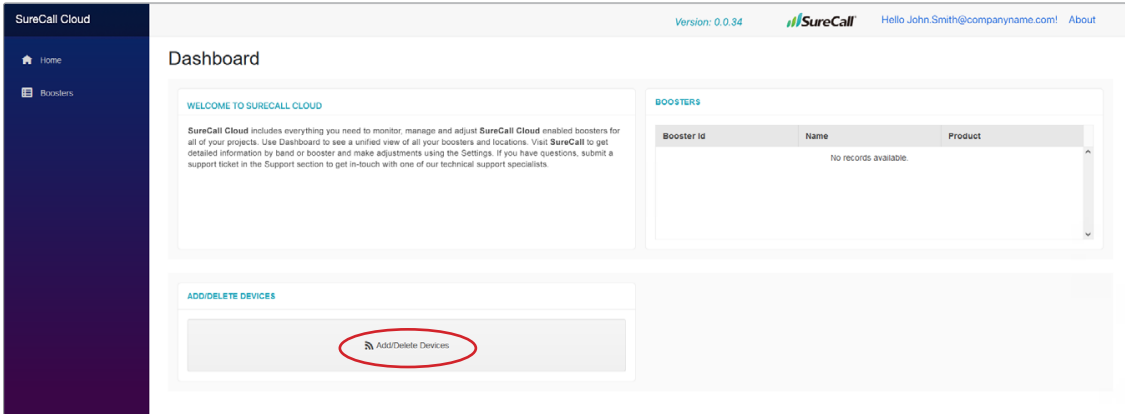 SureCall Cloud
Version: 0.0.34
SureCall
Hello John.Smith@companyname.com!
About
Home
Boosters
Dashboard
WELCOME TO SURECALL CLOUD
SureCall Cloud includes everything you need to monitor, manage and adjust SureCall Cloud enabled boosters for
all of your projects. Use Dashboard to see a unified view of all your boosters and locations. Visit SureCall to get
detailed information by band or booster and make adjustments using the Settings. If you have questions, submit a
support ticket in the Support section to get in-touch with one of our technical support specialists.
BOOSTERS
Booster Id Name Product
No records available.
ADD/DELETE DEVICES
Add/Delete Devices